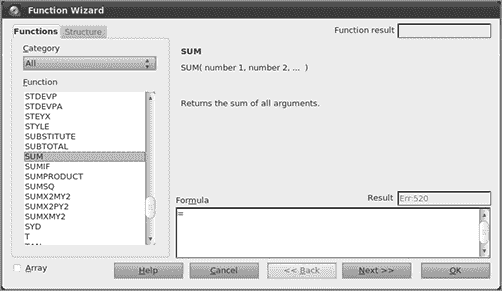 Function Wizard
Functions Structure
Function result
Category
All
Function
STDEVP
STDEVPA
STEYX
STYLE
SUBSTITUTE
SUBTOTAL
SUM
SUMIF
SUMPRODUCT
SUMSQ
SUMX2MY2
SUMX2PY2
SUMXMY2
SYD
T
TAN
SUM
SUM( number 1, number 2, ... )
Returns the sum of all arguments.
Formula
Result Err:520
=
Array
Help
Cancel
<< Back
Next >>
OK